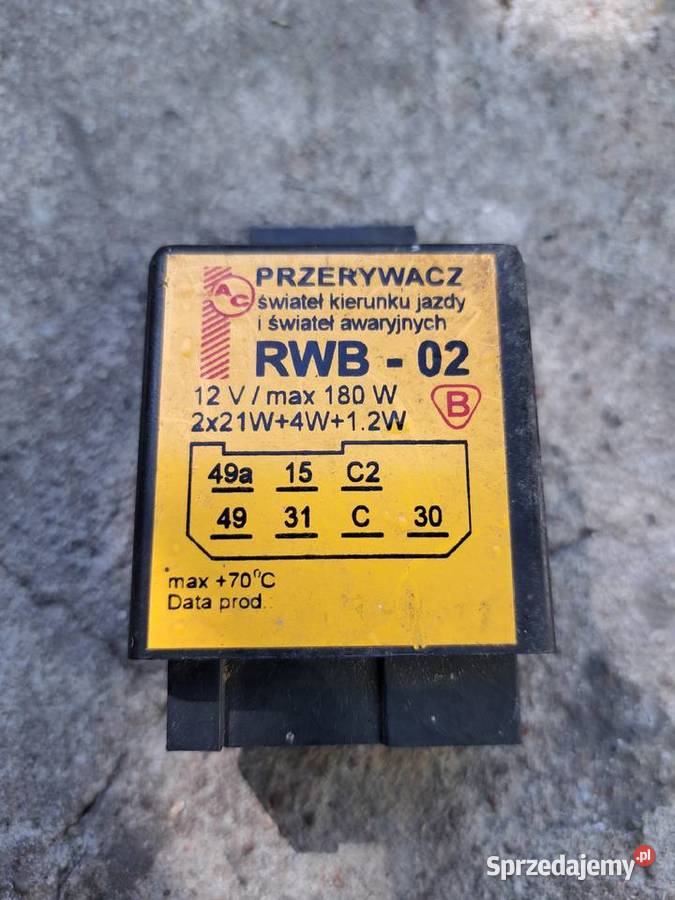 AC
PRZERYWACZ
świateł kierunku jazdy
i świateł awaryjnych
RWB - 02
12 V / max 180 W
2x21W+4W+1.2W
B
49a 15 C2
49 31 C 30
max +70°C
Data prod.:
Sprzedajemy.pl